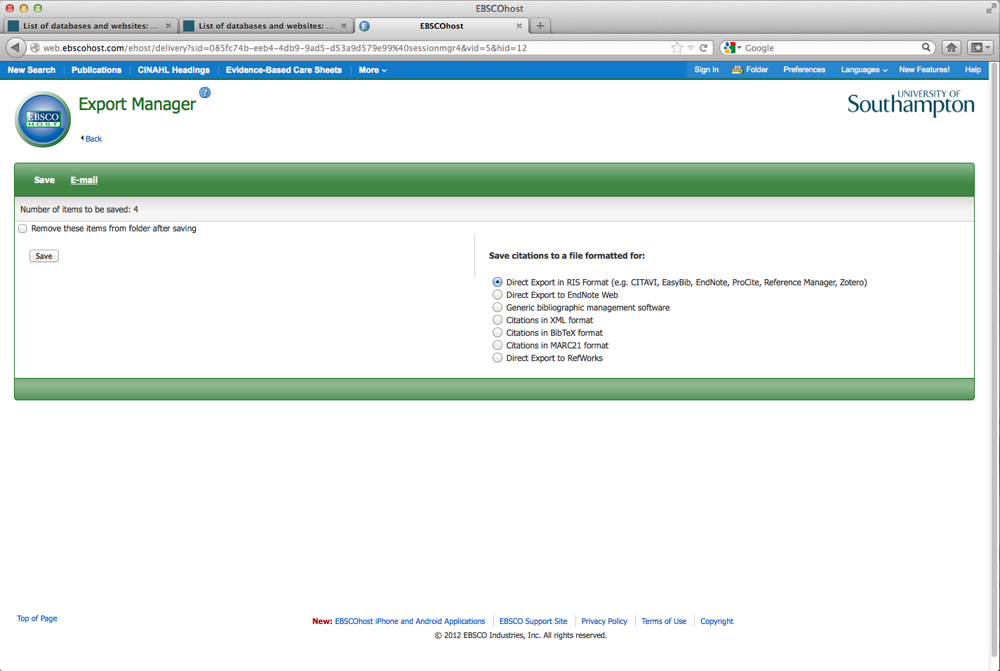 EBSCOhost
List of databases and websites: ...
List of databases and websites: ...
EBSCOhost
web.ebscohost.com/ehost/delivery?sid=085fc74b-eeb4-4db9-9ad5-d53a9d579e99%40sessionmgr4&vid=5&hid=12
Google
New Search
Publications
CINAHL Headings
Evidence-Based Care Sheets
More
Sign In
Folder
Preferences
Languages
New Features!
Help
EBSCO
HOST
Export Manager
?
Back
UNIVERSITY OF
Southampton
Save
E-mail
Number of items to be saved: 4
Remove these items from folder after saving
Save
Save citations to a file formatted for:
Direct Export in RIS Format (e.g. CITAVI, EasyBib, EndNote, ProCite, Reference Manager, Zotero)
Direct Export to EndNote Web
Generic bibliographic management software
Citations in XML format
Citations in BibTeX format
Citations in MARC21 format
Direct Export to RefWorks
Top of Page
New: EBSCOhost iPhone and Android Applications
EBSCO Support Site
Privacy Policy
Terms of Use
Copyright
© 2012 EBSCO Industries, Inc. All rights reserved.